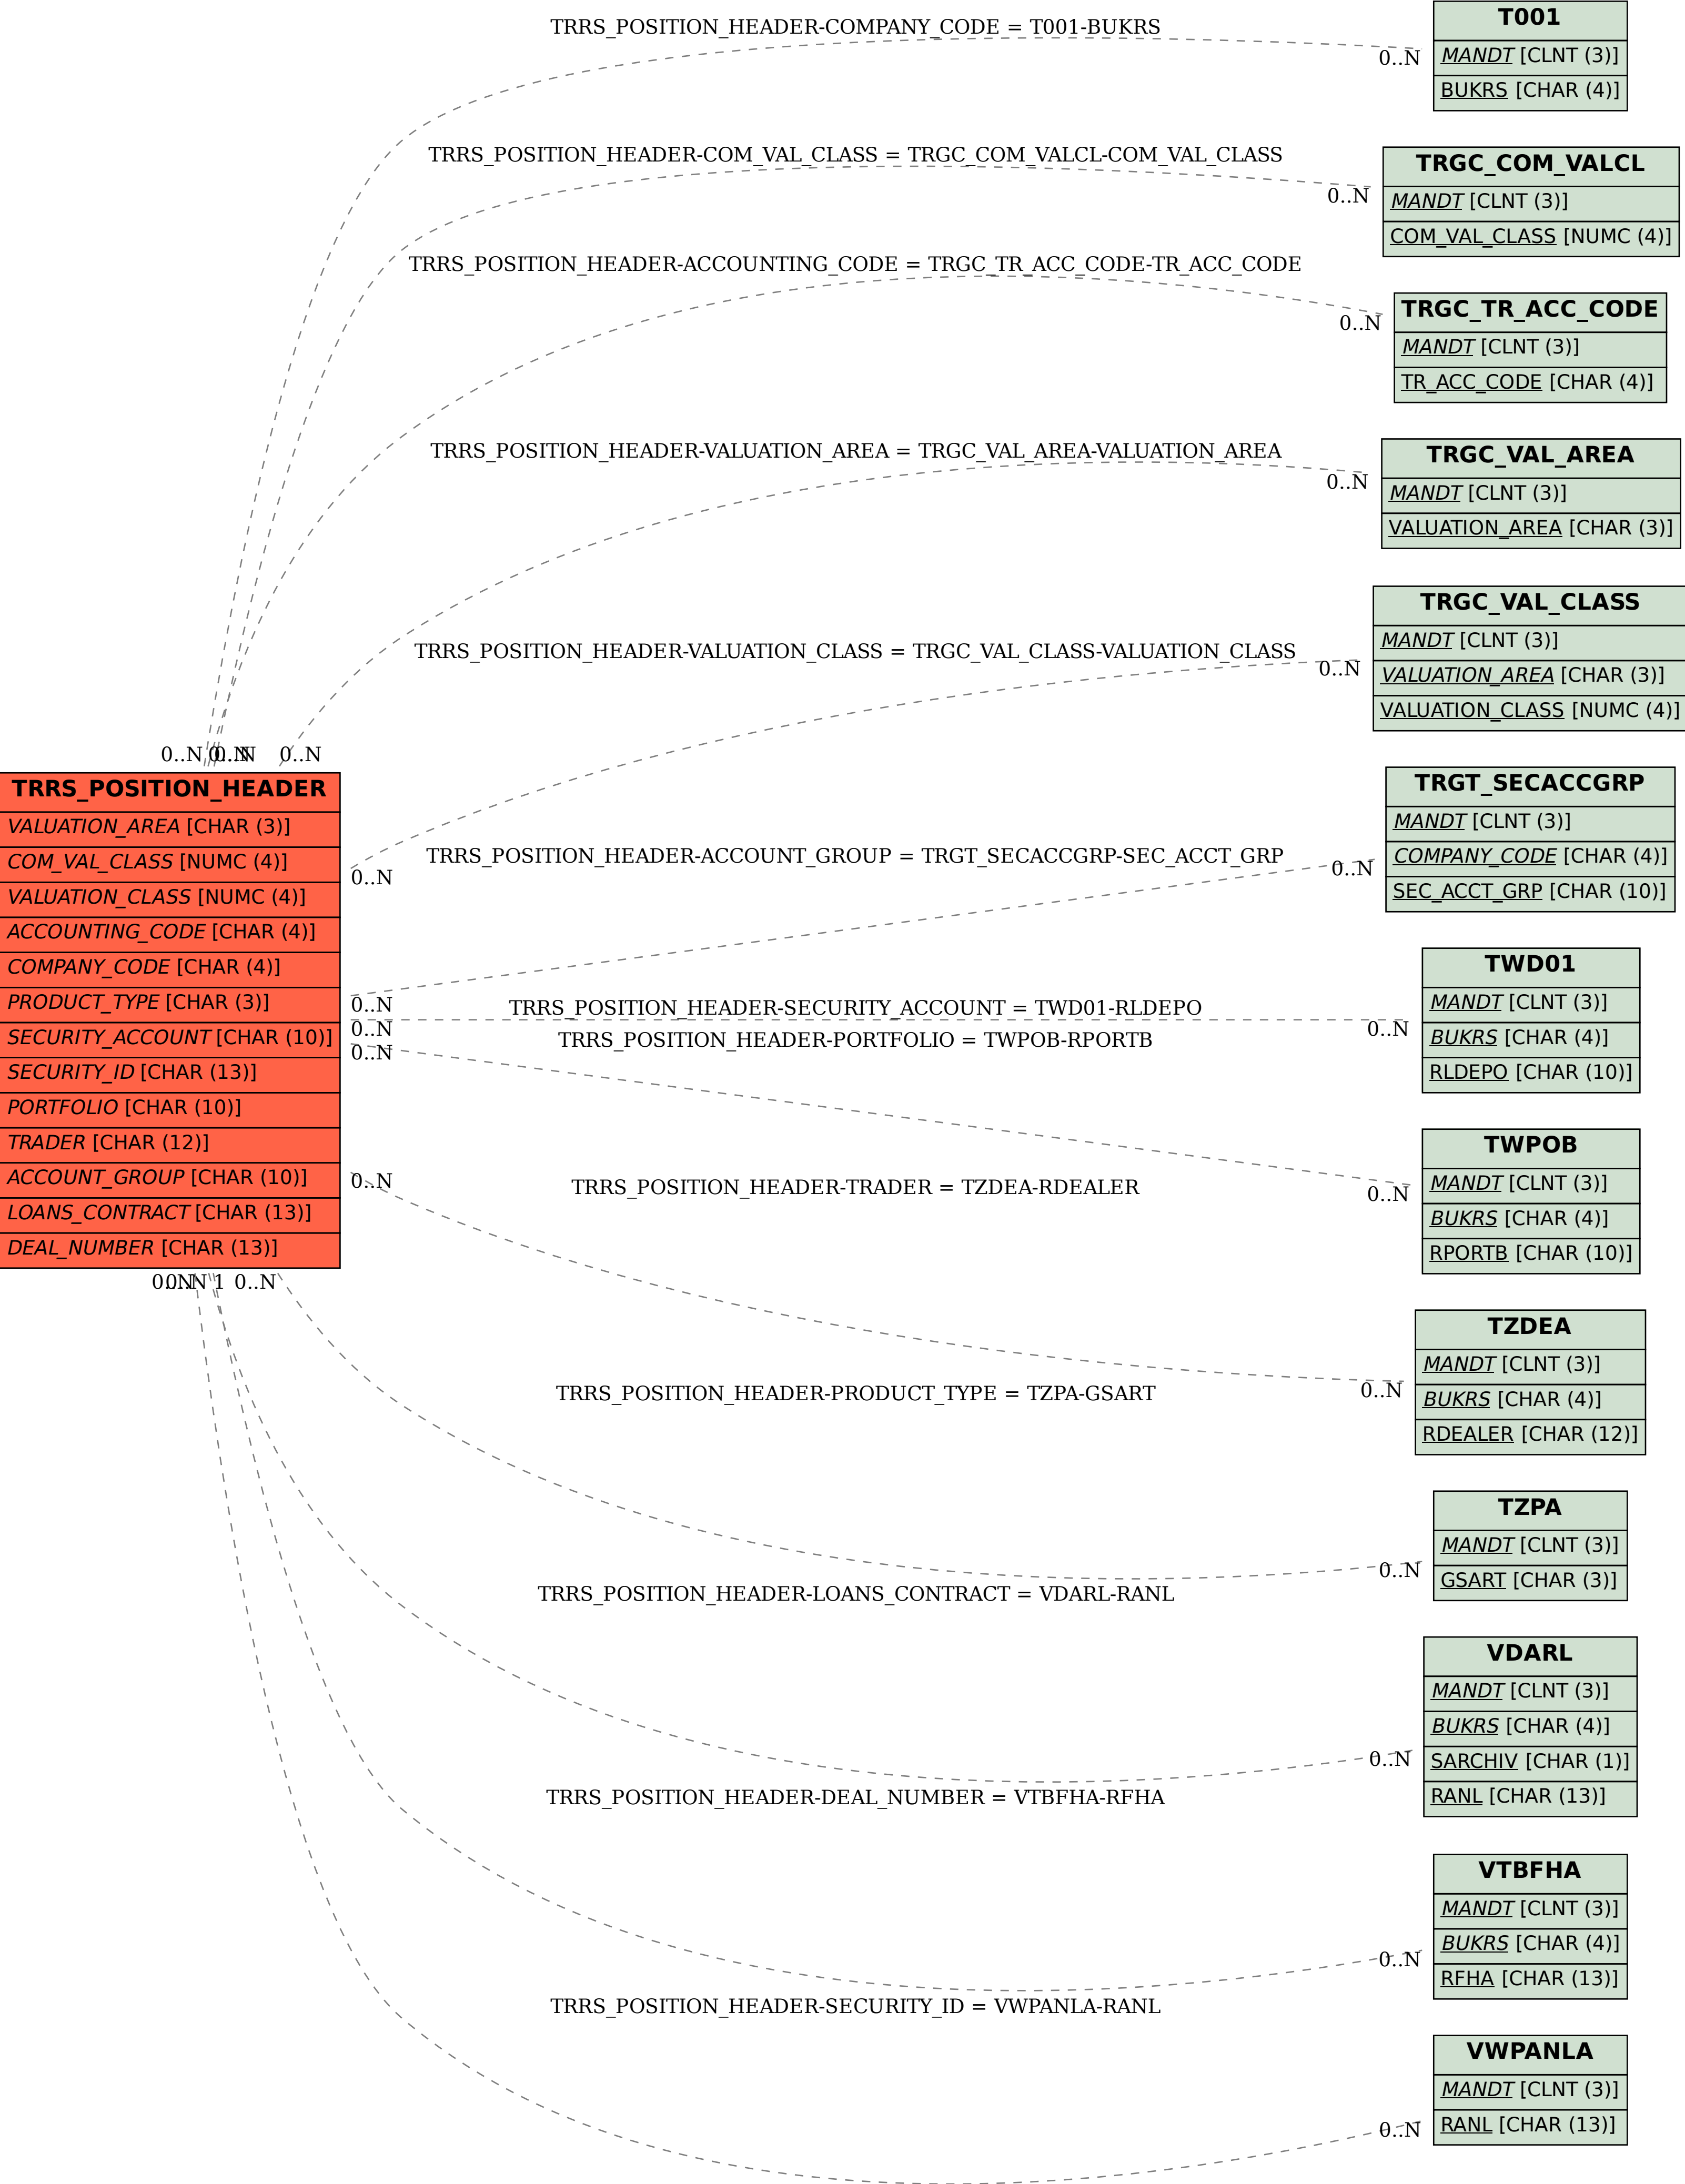 TRRS_POSITION_HEADER-COMPANY_CODE = T001-BUKRS
0..N
T001
MANDT [CLNT (3)]
BUKRS [CHAR (4)]
TRRS_POSITION_HEADER-COM_VAL_CLASS = TRGC_COM_VALCL-COM_VAL_CLASS
0..N
TRGC_COM_VALCL
MANDT [CLNT (3)]
COM_VAL_CLASS [NUMC (4)]
TRRS_POSITION_HEADER-ACCOUNTING_CODE = TRGC_TR_ACC_CODE-TR_ACC_CODE
0..N
TRGC_TR_ACC_CODE
MANDT [CLNT (3)]
TR_ACC_CODE [CHAR (4)]
TRRS_POSITION_HEADER-VALUATION_AREA = TRGC_VAL_AREA-VALUATION_AREA
0..N
TRGC_VAL_AREA
MANDT [CLNT (3)]
VALUATION_AREA [CHAR (3)]
TRRS_POSITION_HEADER-VALUATION_CLASS = TRGC_VAL_CLASS-VALUATION_CLASS
0..N
TRGC_VAL_CLASS
MANDT [CLNT (3)]
VALUATION_AREA [CHAR (3)]
VALUATION_CLASS [NUMC (4)]
0..N
0..N
0..N
0..N
TRRS_POSITION_HEADER
VALUATION_AREA [CHAR (3)]
COM_VAL_CLASS [NUMC (4)]
VALUATION_CLASS [NUMC (4)]
ACCOUNTING_CODE [CHAR (4)]
COMPANY_CODE [CHAR (4)]
PRODUCT_TYPE [CHAR (3)]
SECURITY_ACCOUNT [CHAR (10)]
SECURITY_ID [CHAR (13)]
PORTFOLIO [CHAR (10)]
TRADER [CHAR (12)]
ACCOUNT_GROUP [CHAR (10)]
LOANS_CONTRACT [CHAR (13)]
DEAL_NUMBER [CHAR (13)]
0..N
0..N
0..N
0..N
0..N
0..N
0..N
1
0..N
TRRS_POSITION_HEADER-ACCOUNT_GROUP = TRGT_SECACCGRP-SEC_ACCT_GRP
0..N
TRGT_SECACCGRP
MANDT [CLNT (3)]
COMPANY_CODE [CHAR (4)]
SEC_ACCT_GRP [CHAR (10)]
TRRS_POSITION_HEADER-SECURITY_ACCOUNT = TWD01-RLDEPO
0..N
TWD01
MANDT [CLNT (3)]
BUKRS [CHAR (4)]
RLDEPO [CHAR (10)]
TRRS_POSITION_HEADER-PORTFOLIO = TWPOB-RPORTB
0..N
TWPOB
MANDT [CLNT (3)]
BUKRS [CHAR (4)]
RPORTB [CHAR (10)]
TRRS_POSITION_HEADER-TRADER = TZDEA-RDEALER
0..N
TZDEA
MANDT [CLNT (3)]
BUKRS [CHAR (4)]
RDEALER [CHAR (12)]
TRRS_POSITION_HEADER-PRODUCT_TYPE = TZPA-GSART
0..N
TZPA
MANDT [CLNT (3)]
GSART [CHAR (3)]
TRRS_POSITION_HEADER-LOANS_CONTRACT = VDARL-RANL
0..N
VDARL
MANDT [CLNT (3)]
BUKRS [CHAR (4)]
SARCHIV [CHAR (1)]
RANL [CHAR (13)]
TRRS_POSITION_HEADER-DEAL_NUMBER = VTBFHA-RFHA
0..N
VTBFHA
MANDT [CLNT (3)]
BUKRS [CHAR (4)]
RFHA [CHAR (13)]
TRRS_POSITION_HEADER-SECURITY_ID = VWPANLA-RANL
0..N
VWPANLA
MANDT [CLNT (3)]
RANL [CHAR (13)]